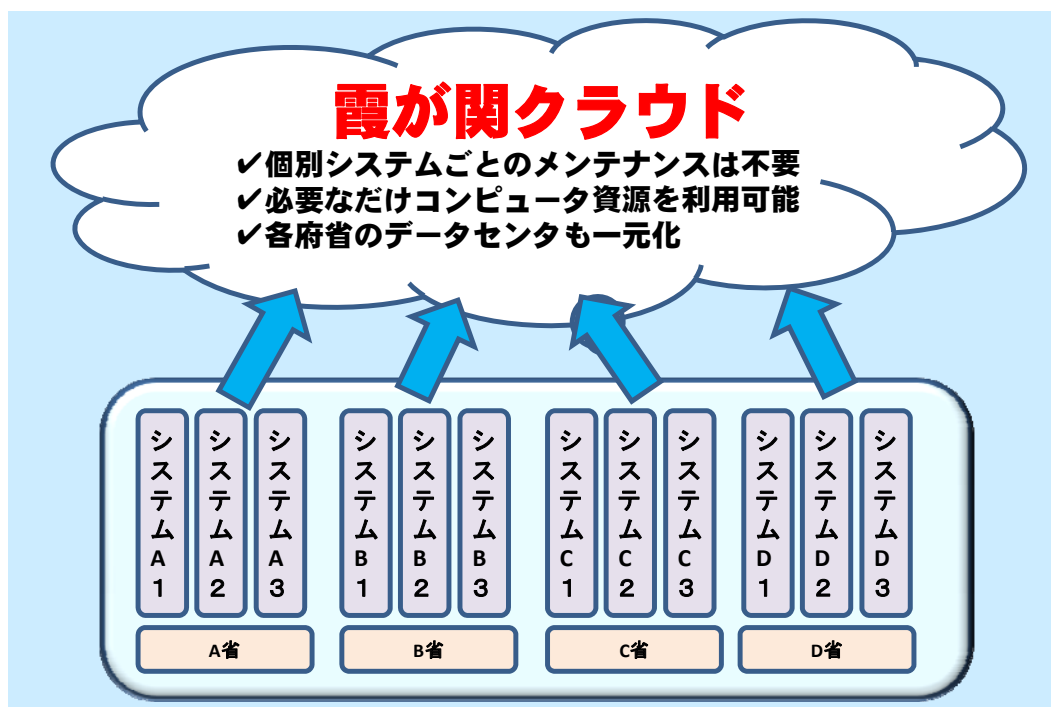 霞が関クラウド
✔個別システムごとのメンテナンスは不要
✔必要なだけコンピュータ資源を利用可能
✔各府省のデータセンタも一元化
システムA1
システムA2
システムA3
システムB1
システムB2
システムB3
システムC1
システムC2
システムC3
システムD1
システムD2
システムD3
A省
B省
C省
D省